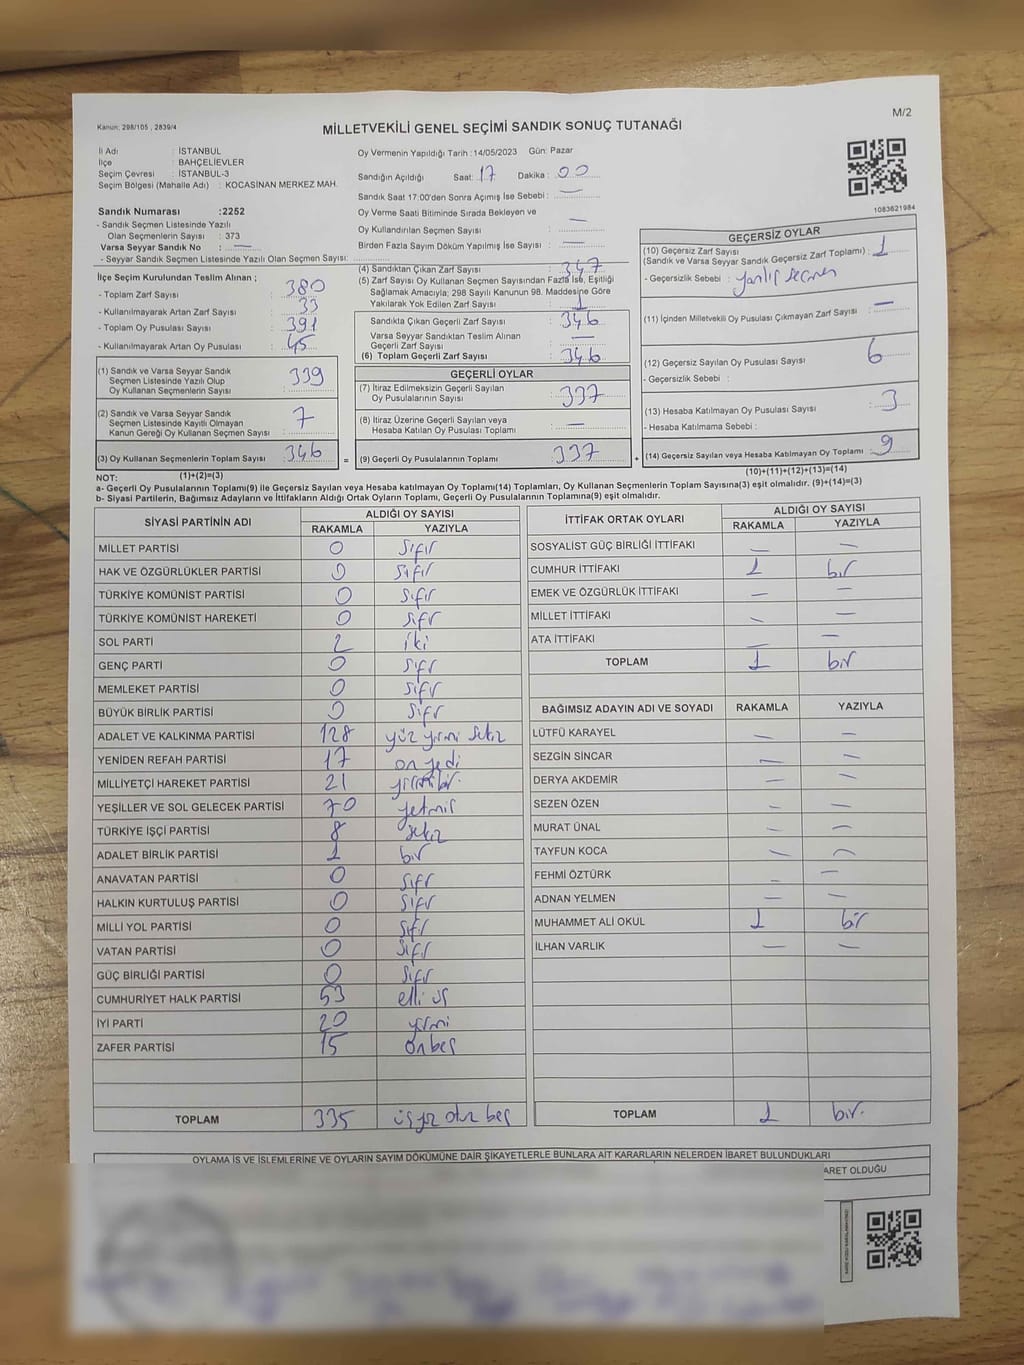 Kanun: 298/105 , 2839/4
M/2
MİLLETVEKİLİ GENEL SEÇİMİ SANDIK SONUÇ TUTANAĞI
İl Adı : İSTANBUL
İlçe : BAHÇELİEVLER
Seçim Çevresi : İSTANBUL-3
Seçim Bölgesi (Mahalle Adı) : KOCASİNAN MERKEZ MAH.
Sandık Numarası :2252
- Sandık Seçmen Listesinde Yazılı
Olan Seçmenlerin Sayısı : 373
Varsa Seyyar Sandık No : —
- Seyyar Sandık Seçmen Listesinde Yazılı Olan Seçmen Sayısı:
Oy Vermenin Yapıldığı Tarih :14/05/2023 Gün: Pazar
Sandığın Açıldığı Saat: 17 Dakika : 00
Sandık Saat 17:00'den Sonra Açımış İse Sebebi : —
Oy Verme Saati Bitiminde Sırada Bekleyen ve
Oy Kullandırılan Seçmen Sayısı : —
Birden Fazla Sayım Döküm Yapılmış İse Sayısı : —
1083621984
İlçe Seçim Kurulundan Teslim Alınan ;
- Toplam Zarf Sayısı : 380
- Kullanılmayarak Artan Zarf Sayısı : 33
- Toplam Oy Pusulası Sayısı : 391
- Kullanılmayarak Artan Oy Pusulası : 45
(1) Sandık ve Varsa Seyyar Sandık
Seçmen Listesinde Yazılı Olup
Oy Kullanan Seçmenlerin Sayısı : 339
(2) Sandık ve Varsa Seyyar Sandık
Seçmen Listesinde Kayıtlı Olmayan
Kanun Gereği Oy Kullanan Seçmen Sayısı : 7
(3) Oy Kullanan Seçmenlerin Toplam Sayısı : 346 =
(4) Sandıktan Çıkan Zarf Sayısı : 347
(5) Zarf Sayısı Oy Kullanan Seçmen Sayısından Fazla İse, Eşitliği
Sağlamak Amacıyla; 298 Sayılı Kanunun 98. Maddesine Göre
Yakılarak Yok Edilen Zarf Sayısı : 1
Sandıkta Çıkan Geçerli Zarf Sayısı : 346
Varsa Seyyar Sandıktan Teslim Alınan
Geçerli Zarf Sayısı : —
(6) Toplam Geçerli Zarf Sayısı : 346
GEÇERLİ OYLAR
(7) İtiraz Edilmeksizin Geçerli Sayılan
Oy Pusulalarının Sayısı : 337
(8) İtiraz Üzerine Geçerli Sayılan veya
Hesaba Katılan Oy Pusulası Toplamı : —
(9) Geçerli Oy Pusulalarının Toplamı : 337 +
GEÇERSİZ OYLAR
(10) Geçersiz Zarf Sayısı
(Sandık ve Varsa Seyyar Sandık Geçersiz Zarf Toplamı) : 1
- Geçersizlik Sebebi : yanlış seçmen
(11) İçinden Milletvekili Oy Pusulası Çıkmayan Zarf Sayısı : —
(12) Geçersiz Sayılan Oy Pusulası Sayısı : 6
- Geçersizlik Sebebi :
(13) Hesaba Katılmayan Oy Pusulası Sayısı : 3
- Hesaba Katılmama Sebebi :
(14) Geçersiz Sayılan veya Hesaba Katılmayan Oy Toplamı : 9
NOT: (1)+(2)=(3) (10)+(11)+(12)+(13)=(14)
a- Geçerli Oy Pusulalarının Toplamı(9) ile Geçersiz Sayılan veya Hesaba katılmayan Oy Toplamı(14) Toplamları, Oy Kullanan Seçmenlerin Toplam Sayısına(3) eşit olmalıdır. (9)+(14)=(3)
b- Siyasi Partilerin, Bağımsız Adayların ve İttifakların Aldığı Ortak Oyların Toplamı, Geçerli Oy Pusulalarının Toplamına(9) eşit olmalıdır.
SİYASİ PARTİNİN ADI ALDIĞI OY SAYISI
RAKAMLA YAZIYLA
MİLLET PARTİSİ 0 sıfır
HAK VE ÖZGÜRLÜKLER PARTİSİ 0 sıfır
TÜRKİYE KOMÜNİST PARTİSİ 0 sıfır
TÜRKİYE KOMÜNİST HAREKETİ 0 sıfr
SOL PARTİ 2 iki
GENÇ PARTİ 0 sıfr
MEMLEKET PARTİSİ 0 sıfır
BÜYÜK BİRLİK PARTİSİ 0 sıfr
ADALET VE KALKINMA PARTİSİ 128 yüz yirmi sekiz
YENİDEN REFAH PARTİSİ 17 on yedi
MİLLİYETÇİ HAREKET PARTİSİ 21 yirmi bir
YEŞİLLER VE SOL GELECEK PARTİSİ 70 yetmiş
TÜRKİYE İŞÇİ PARTİSİ 8 sekiz
ADALET BİRLİK PARTİSİ 1 bir
ANAVATAN PARTİSİ 0 sıfr
HALKIN KURTULUŞ PARTİSİ 0 sıfr
MİLLİ YOL PARTİSİ 0 sıfr
VATAN PARTİSİ 0 sıfr
GÜÇ BİRLİĞİ PARTİSİ 0 sıfr
CUMHURİYET HALK PARTİSİ 53 elli üç
İYİ PARTİ 20 yirmi
ZAFER PARTİSİ 15 on beş
TOPLAM 335 üç yüz otuz beş
İTTİFAK ORTAK OYLARI ALDIĞI OY SAYISI
RAKAMLA YAZIYLA
SOSYALİST GÜÇ BİRLİĞİ İTTİFAKI — —
CUMHUR İTTİFAKI 1 bir
EMEK VE ÖZGÜRLÜK İTTİFAKI — —
MİLLET İTTİFAKI — —
ATA İTTİFAKI — —
TOPLAM 1 bir
BAĞIMSIZ ADAYIN ADI VE SOYADI RAKAMLA YAZIYLA
LÜTFÜ KARAYEL — —
SEZGİN SİNCAR — —
DERYA AKDEMİR — —
SEZEN ÖZEN — —
MURAT ÜNAL — —
TAYFUN KOCA — —
FEHMİ ÖZTÜRK — —
ADNAN YELMEN — —
MUHAMMET ALİ OKUL 1 bir
İLHAN VARLIK — —
TOPLAM 1 bir.
OYLAMA İŞ VE İŞLEMLERİNE VE OYLARIN SAYIM DÖKÜMÜNE DAİR ŞİKAYETLERLE BUNLARA AİT KARARLARIN NELERDEN İBARET BULUNDUKLARI
ARET OLDUĞU